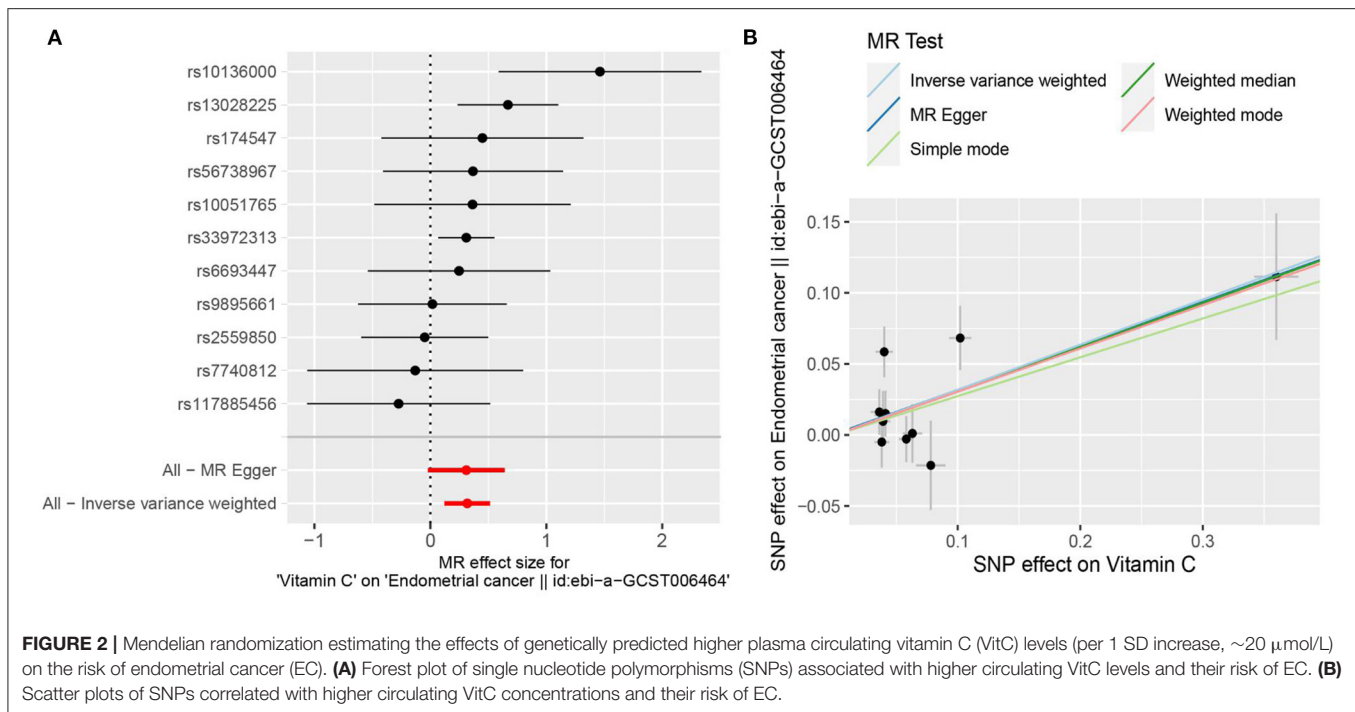 A
rs10136000
rs13028225
rs174547
rs56738967
rs10051765
rs33972313
rs6693447
rs9895661
rs2559850
rs7740812
rs117885456
All − MR Egger
All − Inverse variance weighted
−1 0 1 2
MR effect size for
'Vitamin C' on 'Endometrial cancer || id:ebi−a−GCST006464'
B
MR Test
Inverse variance weighted
MR Egger
Simple mode
Weighted median
Weighted mode
SNP effect on Endometrial cancer || id:ebi−a−GCST006464
0.15
0.10
0.05
0.00
−0.05
0.1 0.2 0.3
SNP effect on Vitamin C
FIGURE 2 | Mendelian randomization estimating the effects of genetically predicted higher plasma circulating vitamin C (VitC) levels (per 1 SD increase, ~20 μmol/L)
on the risk of endometrial cancer (EC). (A) Forest plot of single nucleotide polymorphisms (SNPs) associated with higher circulating VitC levels and their risk of EC. (B)
Scatter plots of SNPs correlated with higher circulating VitC concentrations and their risk of EC.